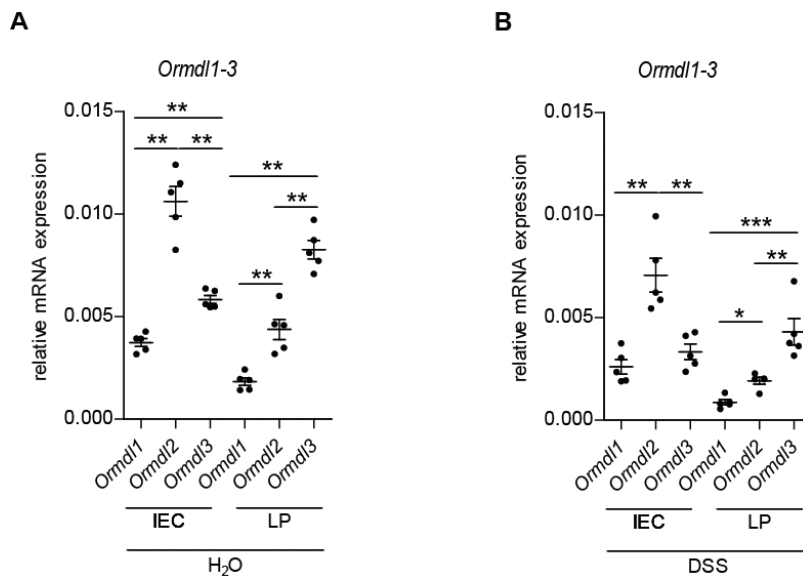 A
Ormdl1-3
relative mRNA expression
0.015
0.010
0.005
0.000
**
** **
**
**
**
Ormdl1 Ormdl2 Ormdl3 Ormdl1 Ormdl2 Ormdl3
IEC LP
H₂O
B
Ormdl1-3
relative mRNA expression
0.015
0.010
0.005
0.000
** **
***
**
*
Ormdl1 Ormdl2 Ormdl3 Ormdl1 Ormdl2 Ormdl3
IEC LP
DSS